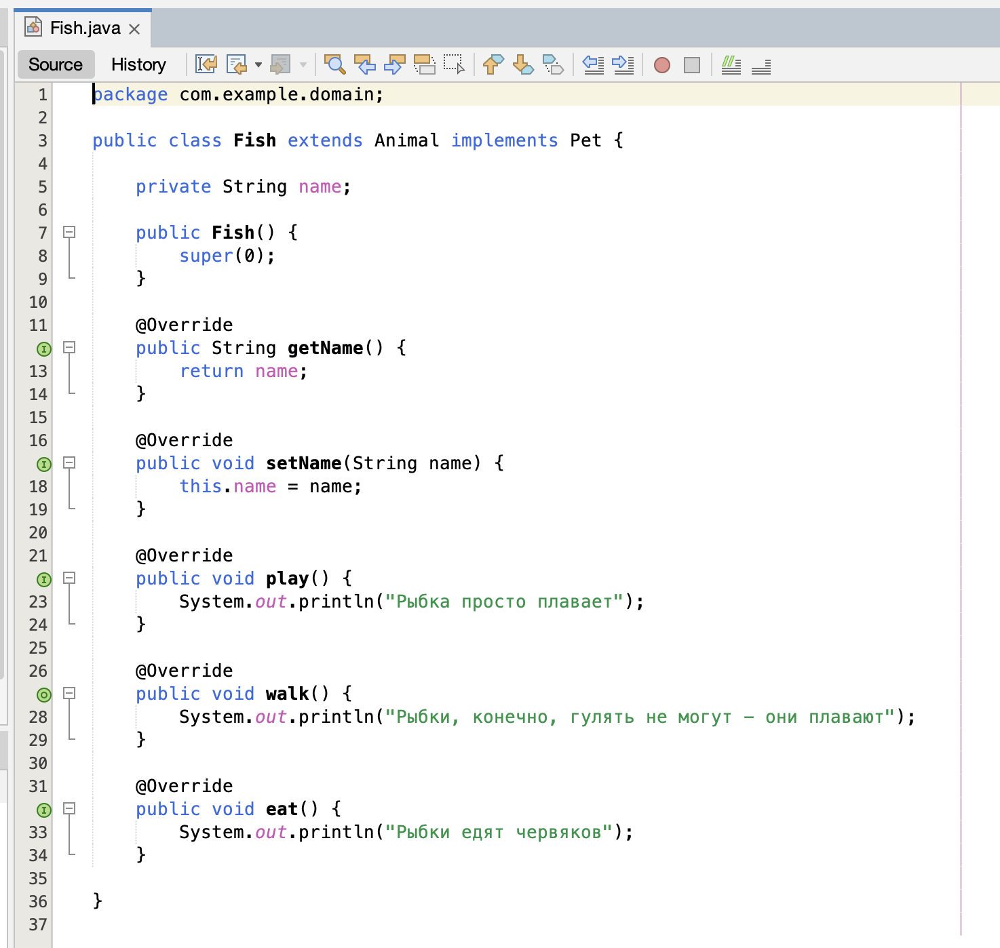 Fish.java
Source History
1 package com.example.domain;
2
3 public class Fish extends Animal implements Pet {
4
5 private String name;
6
7 public Fish() {
8 super(0);
9 }
10
11 @Override
public String getName() {
13 return name;
14 }
15
16 @Override
public void setName(String name) {
18 this.name = name;
19 }
20
21 @Override
public void play() {
23 System.out.println("Рыбка просто плавает");
24 }
25
26 @Override
public void walk() {
28 System.out.println("Рыбки, конечно, гулять не могут – они плавают");
29 }
30
31 @Override
public void eat() {
33 System.out.println("Рыбки едят червяков");
34 }
35
36 }
37